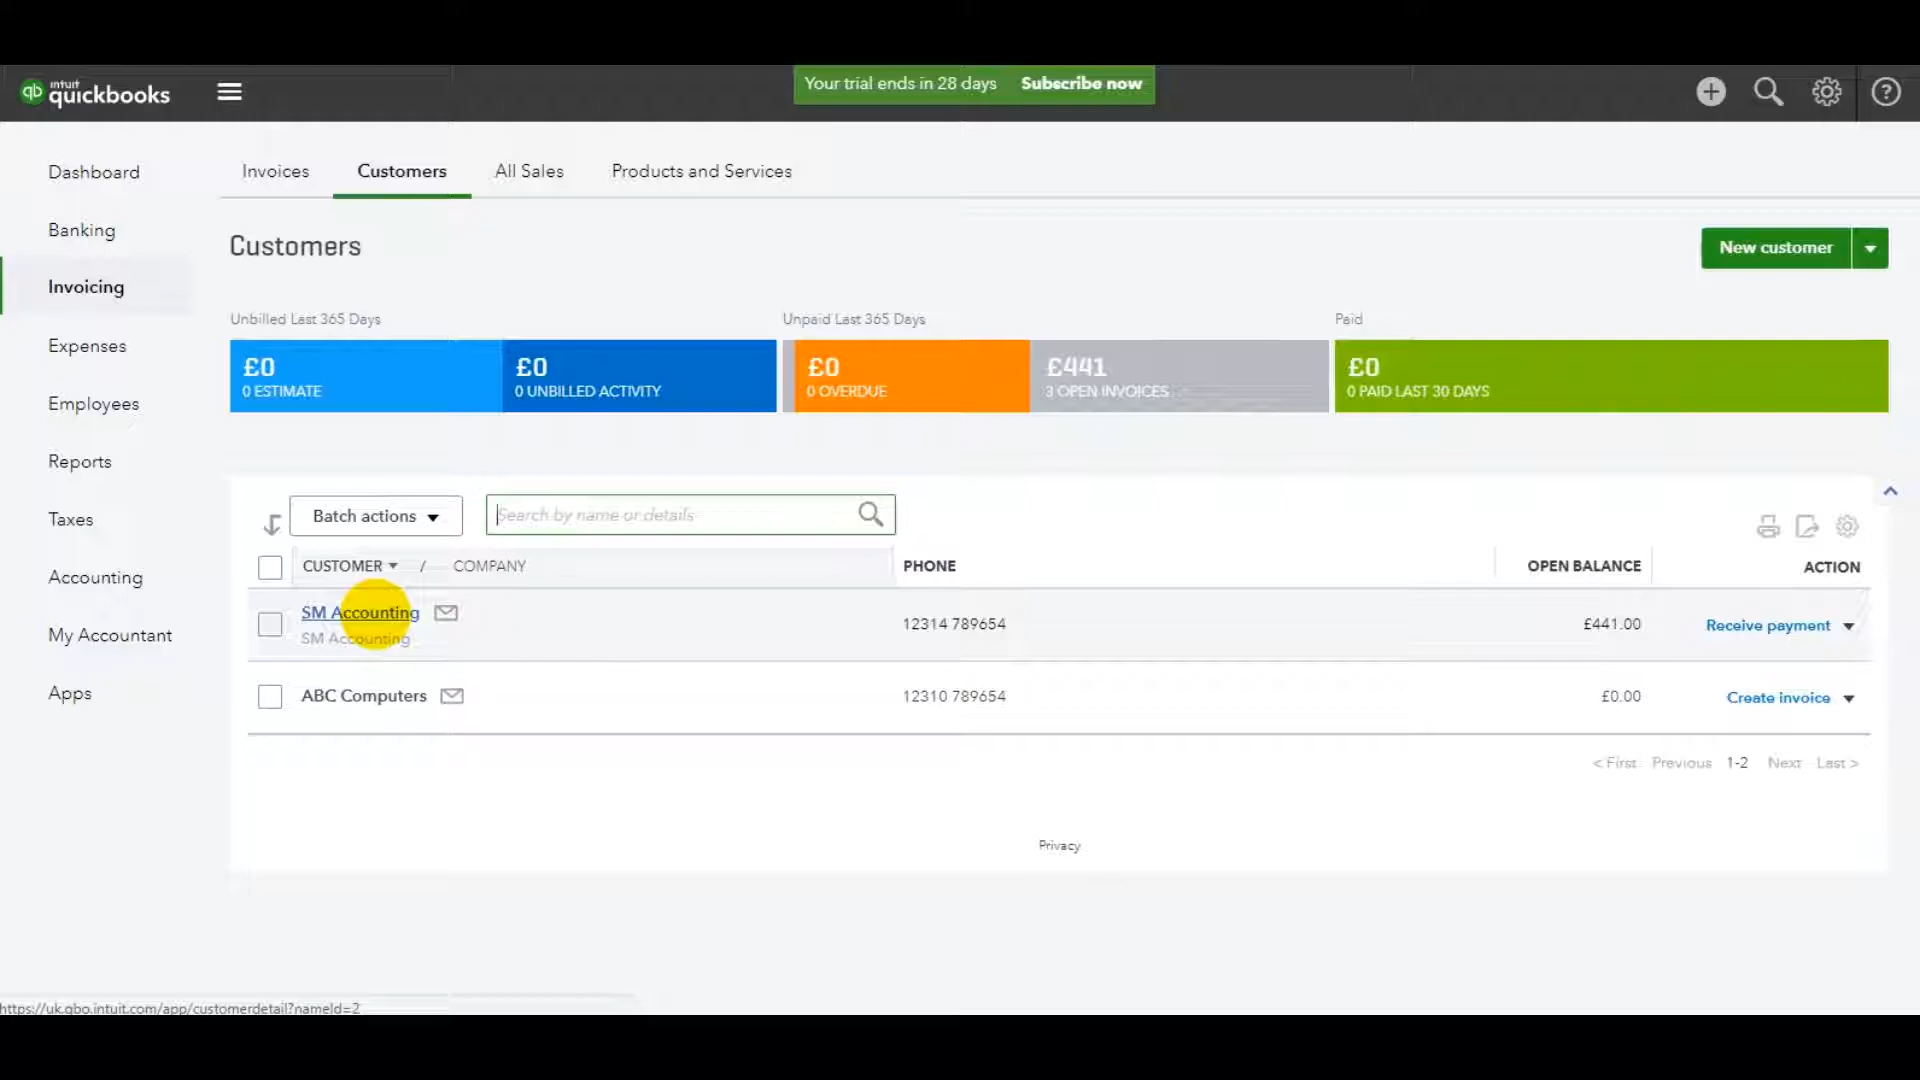 intuit
quickbooks
Your trial ends in 28 days Subscribe now
Dashboard
Banking
Invoicing
Expenses
Employees
Reports
Taxes
Accounting
My Accountant
Apps
Invoices Customers All Sales Products and Services
Customers
New customer
Unbilled Last 365 Days Unpaid Last 365 Days Paid
£0 £0 £0 £441 £0
0 ESTIMATE 0 UNBILLED ACTIVITY 0 OVERDUE 3 OPEN INVOICES 0 PAID LAST 30 DAYS
Batch actions Search by name or details
CUSTOMER / COMPANY PHONE OPEN BALANCE ACTION
SM Accounting
SM Accounting
12314 789654 £441.00 Receive payment
ABC Computers 12310 789654 £0.00 Create invoice
< First Previous 1-2 Next Last >
Privacy
https://uk.qbo.intuit.com/app/customerdetail?nameId=2